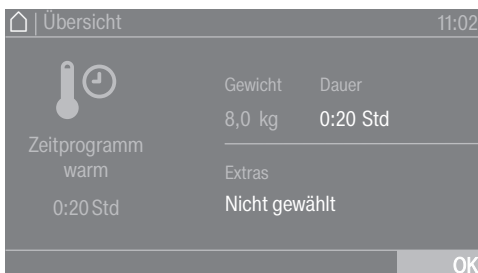 Übersicht 11:02
Gewicht Dauer
8,0 kg 0:20 Std
Zeitprogramm
warm
0:20 Std
Extras
Nicht gewählt
OK